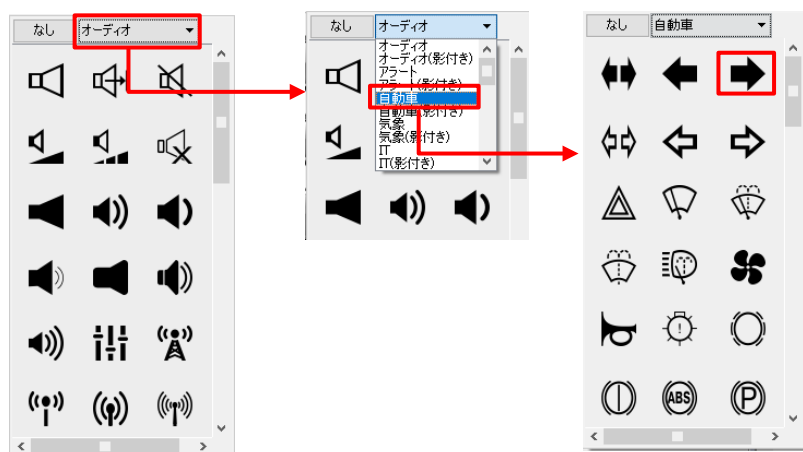 なし オーディオ
なし オーディオ
オーディオ
オーディオ(影付き)
アラート
アラート(影付き)
自動車
自動車(影付き)
気象
気象(影付き)
IT
IT(影付き)
なし 自動車
ABS
P